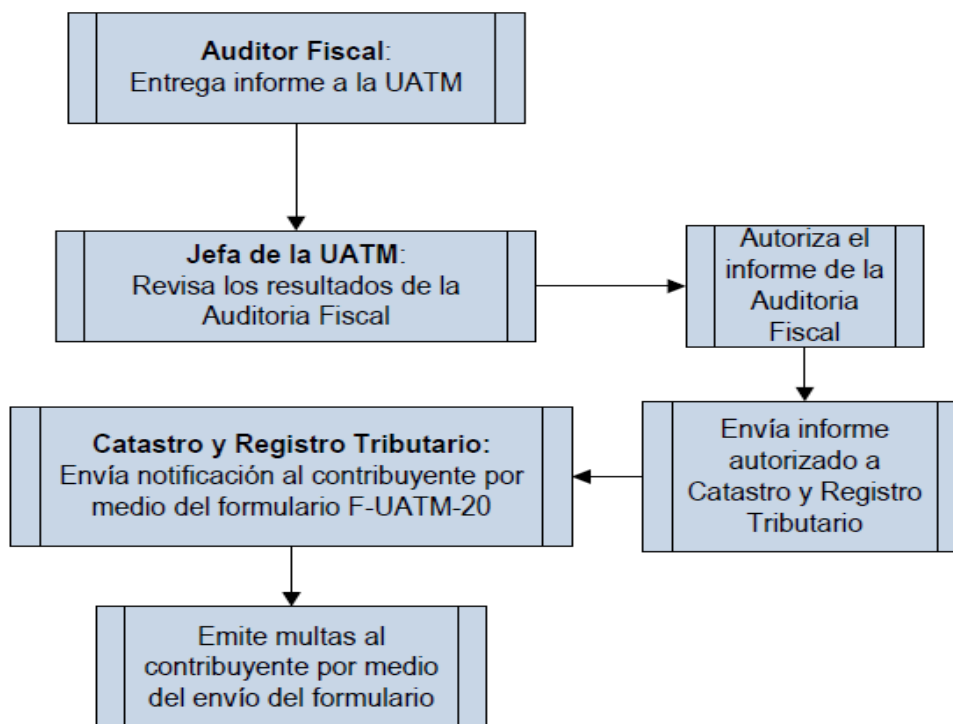 Auditor Fiscal:
Entrega informe a la UATM
Jefa de la UATM:
Revisa los resultados de la
Auditoria Fiscal
Autoriza el
informe de la
Auditoria
Fiscal
Envía informe
autorizado a
Catastro y Registro
Tributario
Catastro y Registro Tributario:
Envía notificación al contribuyente por
medio del formulario F-UATM-20
Emite multas al
contribuyente por medio
del envío del formulario